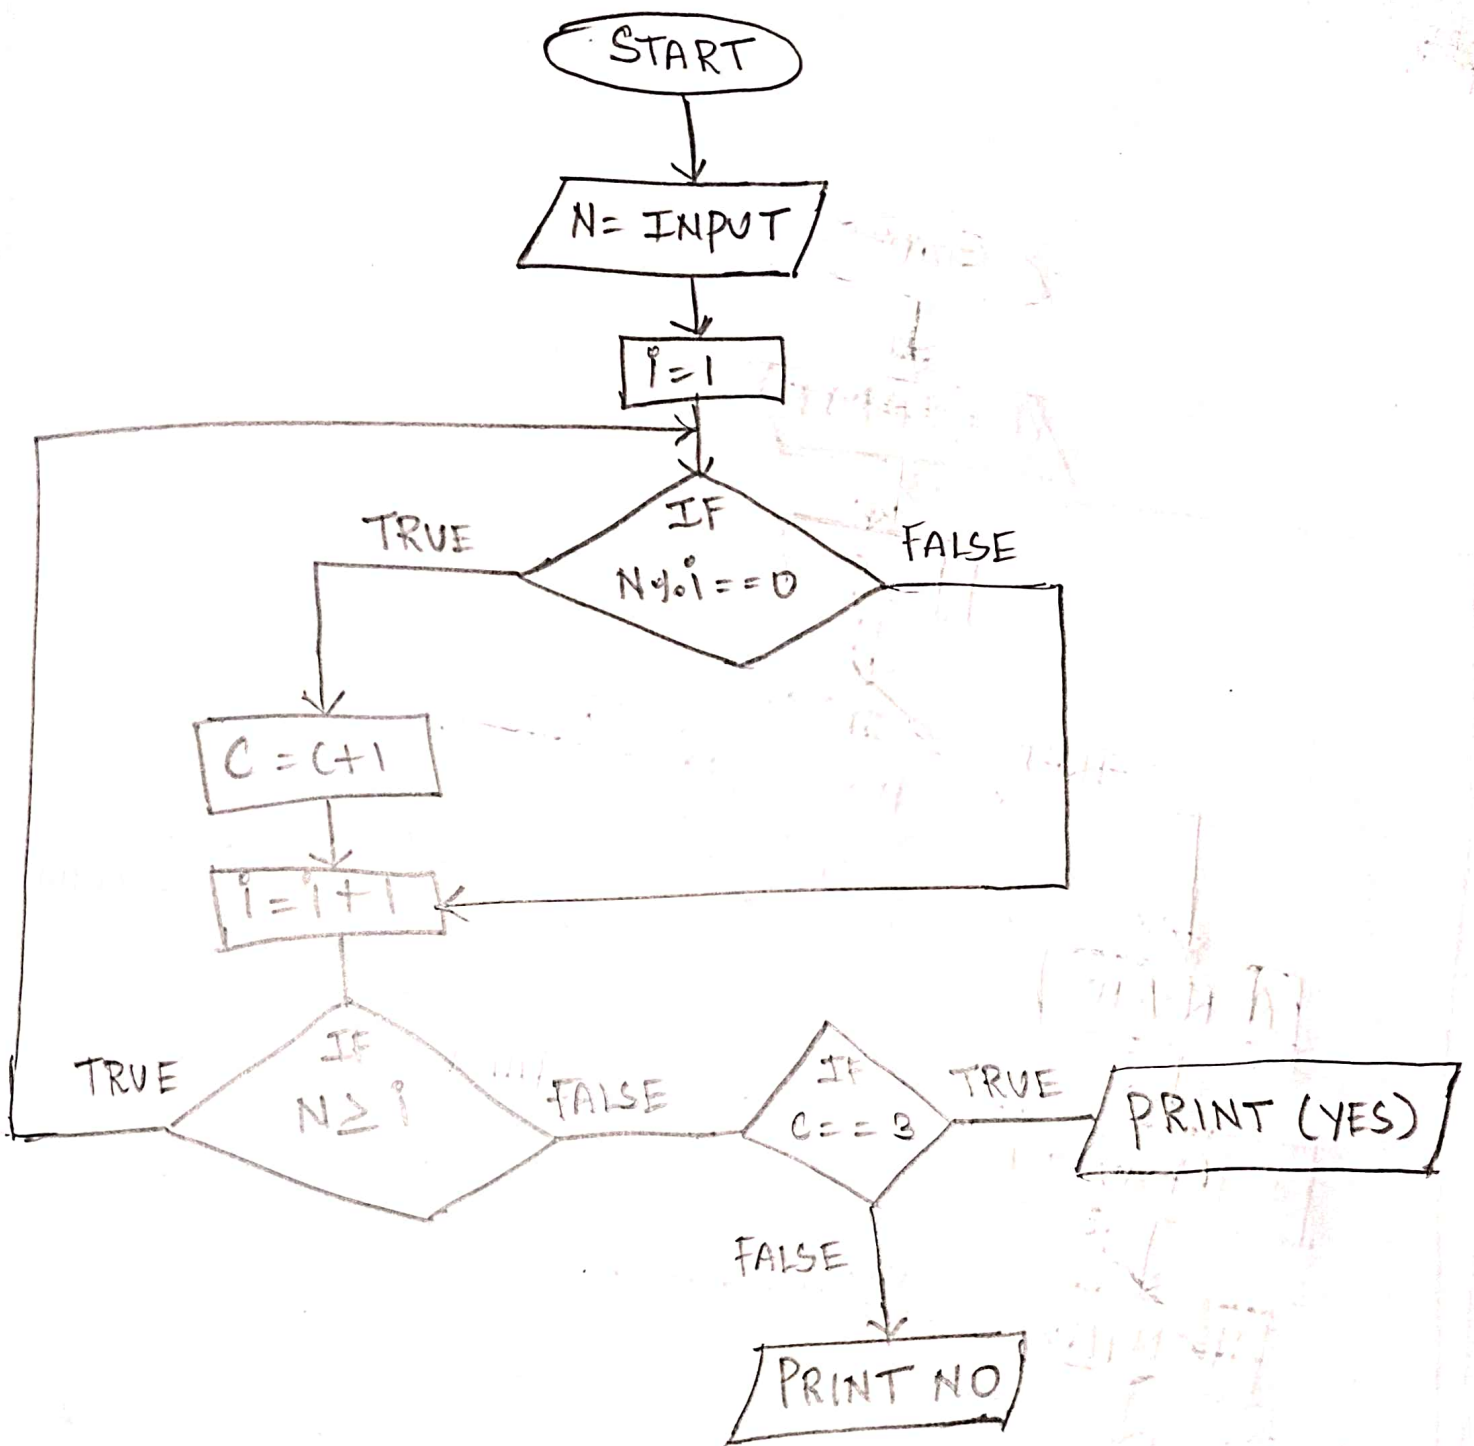 START
N= INPUT
i=1
IF
N%i==0
TRUE
FALSE
C=C+1
i=i+1
IF
N≥i
TRUE
FALSE
IF
C==3
TRUE
PRINT (YES)
FALSE
PRINT NO